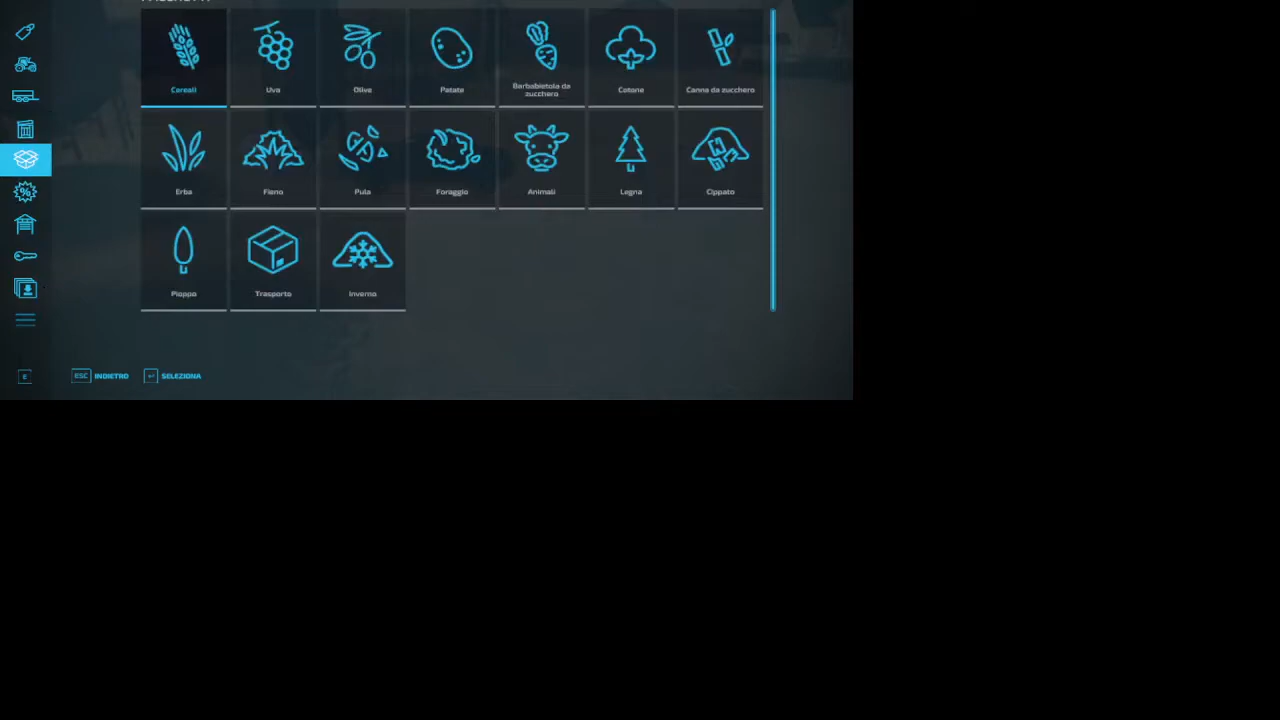 Cereali
Uva
Olive
Patate
Barbabietola da
zucchero
Cotone
Canna da zucchero
Erba
Fieno
Pula
Foraggio
Animali
Legna
Cippato
Pioppo
Trasporto
Inverno
E
ESC INDIETRO
SELEZIONA